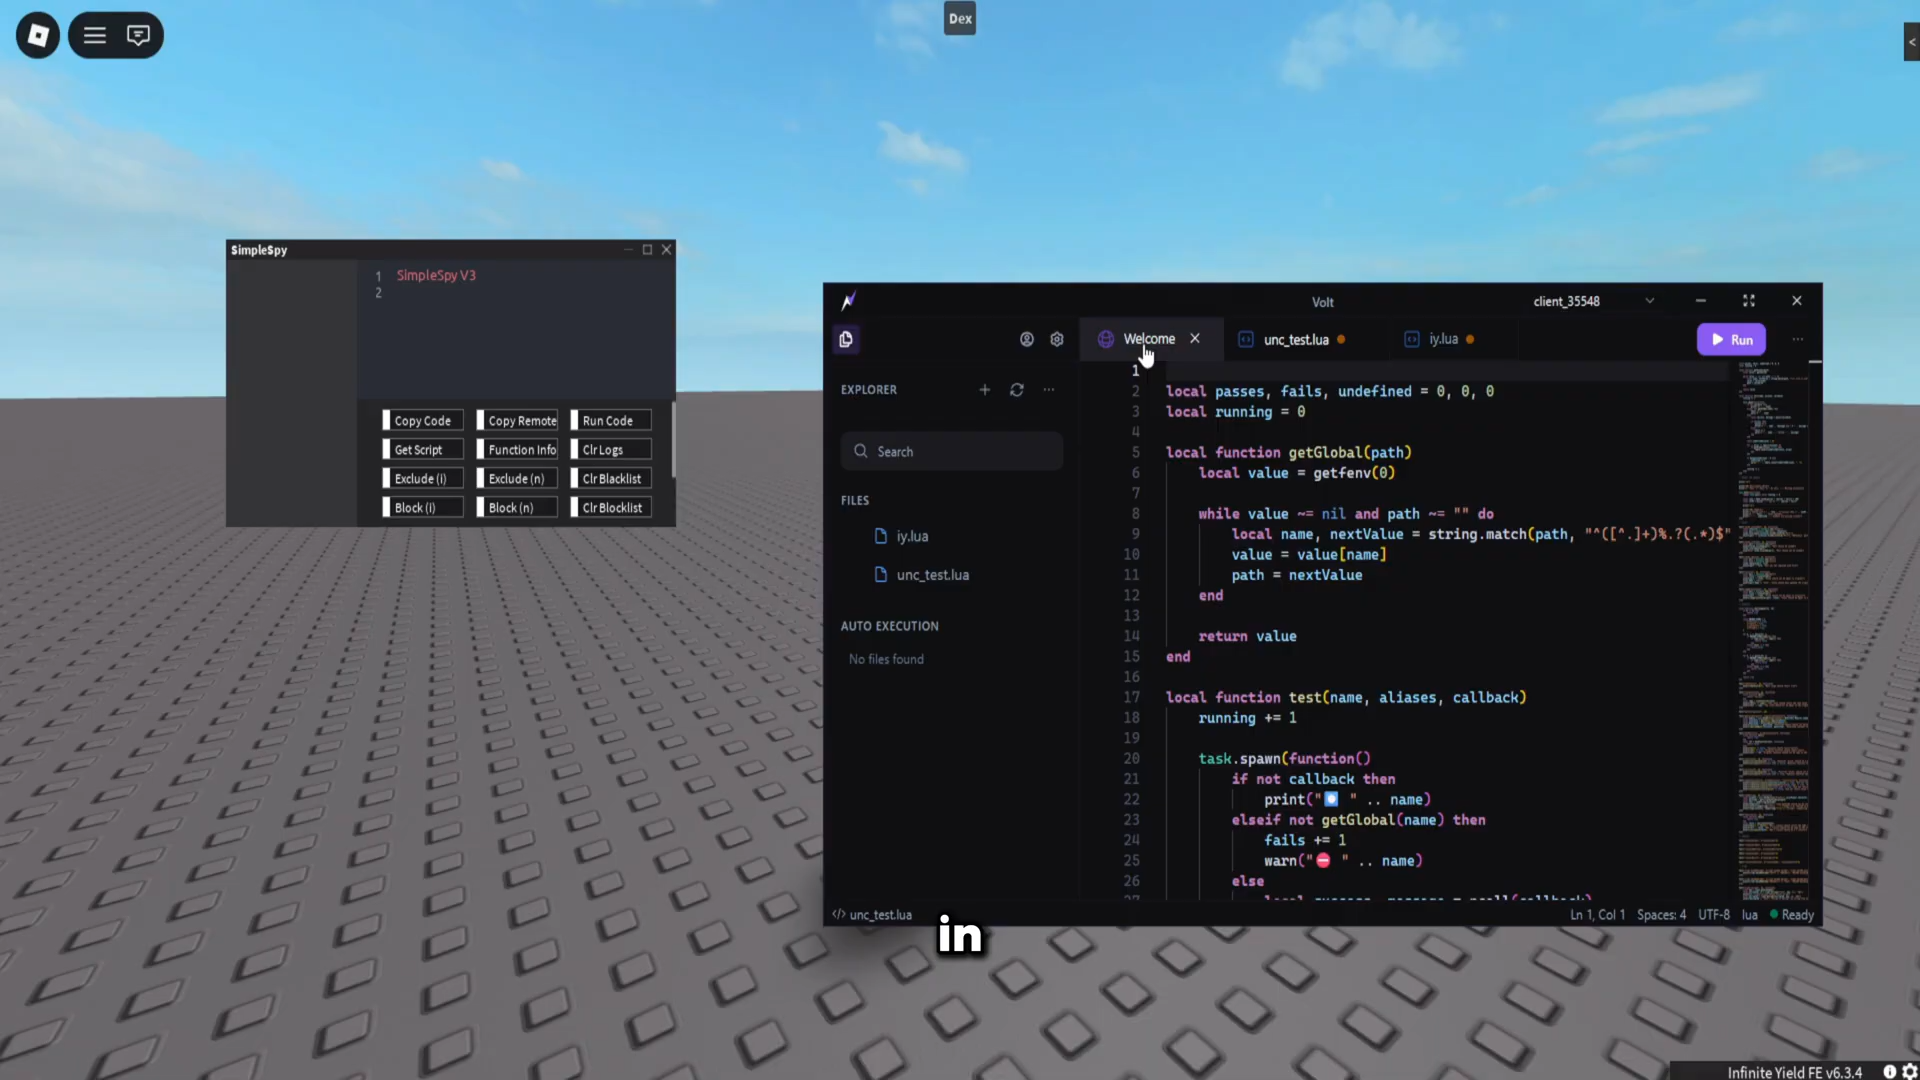 Dex
<
SimpleSpy
1 SimpleSpy V3
2
Copy Code Copy Remote Run Code
Get Script Function Info Clr Logs
Exclude (i) Exclude (n) Clr Blacklist
Block (i) Block (n) Clr Blocklist
Volt
client_35548
Welcome
unc_test.lua
iy.lua
Run
EXPLORER
Search
FILES
iy.lua
unc_test.lua
AUTO EXECUTION
No files found
1
2 local passes, fails, undefined = 0, 0, 0
3 local running = 0
4
5 local function getGlobal(path)
6 local value = getfenv(0)
7
8 while value ~= nil and path ~= "" do
9 local name, nextValue = string.match(path, "^([^.]+)%.?(.*)$"
10 value = value[name]
11 path = nextValue
12 end
13
14 return value
15 end
16
17 local function test(name, aliases, callback)
18 running += 1
19
20 task.spawn(function()
21 if not callback then
22 print("⏺️ " .. name)
23 elseif not getGlobal(name) then
24 fails += 1
25 warn("⛔ " .. name)
26 else
</> unc_test.lua
Ln 1, Col 1 Spaces: 4 UTF-8 lua Ready
in
Infinite Yield FE v6.3.4